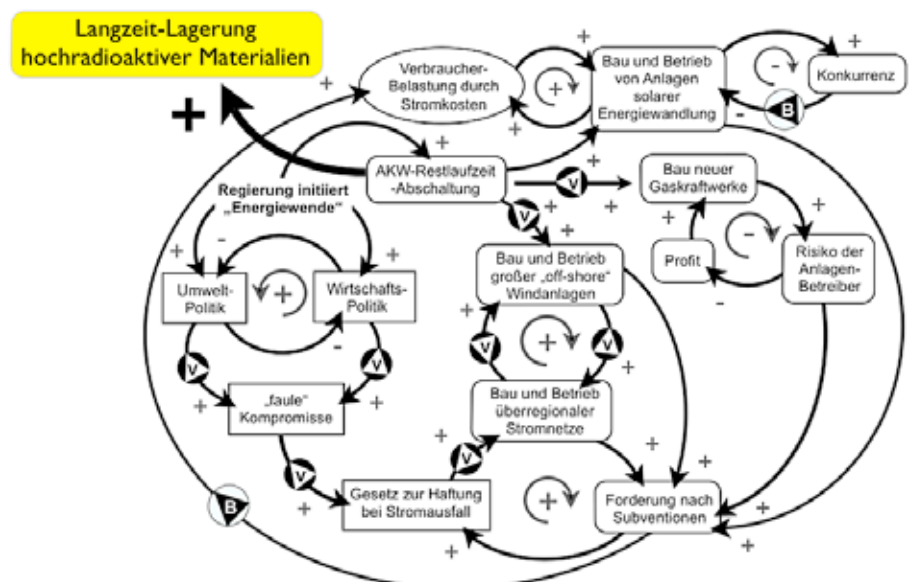 Langzeit-Lagerung
hochradioaktiver Materialien
+
Verbraucher-
Belastung durch
Stromkosten
Bau und Betrieb
von Anlagen
solarer
Energiewandlung
Konkurrenz
B
AKW-Restlaufzeit
-Abschaltung
Regierung initiiert
„Energiewende“
Bau neuer
Gaskraftwerke
Profit
Risiko der
Anlagen-
Betreiber
Umwelt-
Politik
Wirtschafts-
Politik
Bau und Betrieb
großer „off-shore“
Windanlagen
„faule“
Kompromisse
Bau und Betrieb
überregionaler
Stromnetze
Gesetz zur Haftung
bei Stromausfall
Forderung nach
Subventionen
B